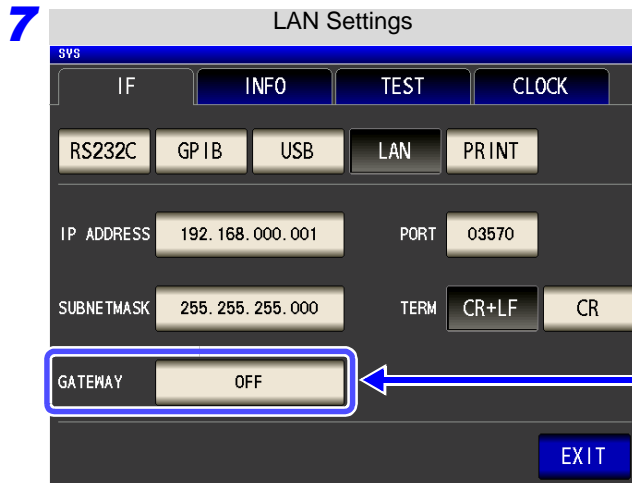 7
LAN Settings
SYS
IF INFO TEST CLOCK
RS232C GPIB USB LAN PRINT
IP ADDRESS 192.168.000.001 PORT 03570
SUBNETMASK 255.255.255.000 TERM CR+LF CR
GATEWAY OFF
EXIT